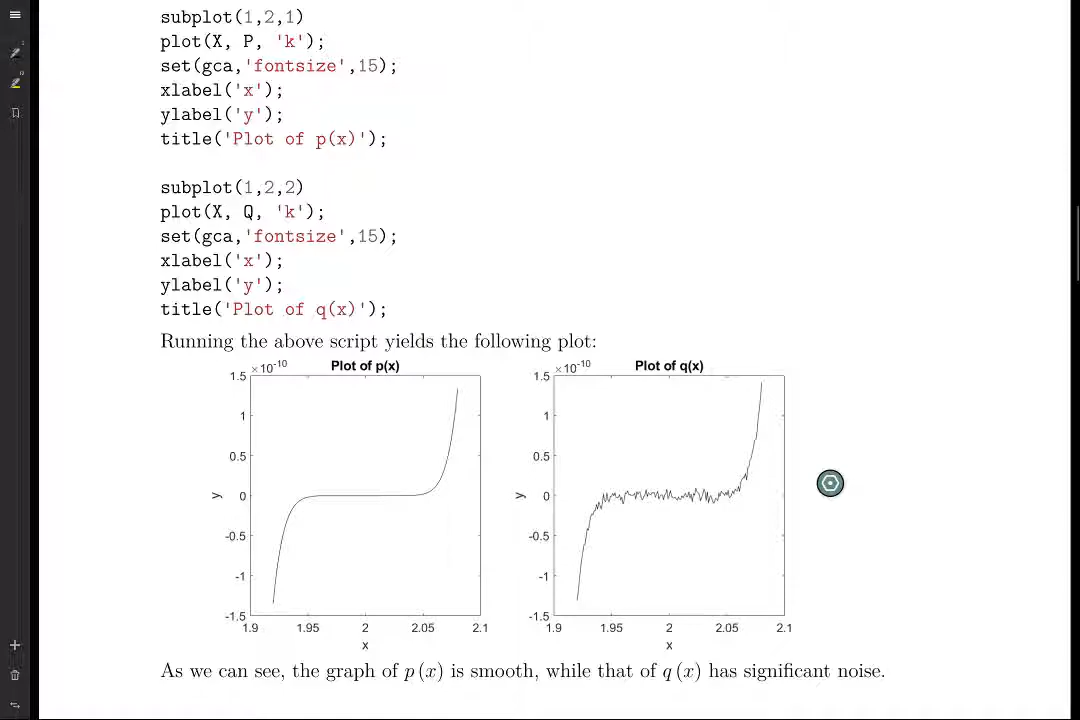 subplot(1,2,1)
plot(X, P, 'k');
set(gca,'fontsize',15);
xlabel('x');
ylabel('y');
title('Plot of p(x)');
subplot(1,2,2)
plot(X, Q, 'k');
set(gca,'fontsize',15);
xlabel('x');
ylabel('y');
title('Plot of q(x)');
Running the above script yields the following plot:
×10⁻¹⁰ Plot of p(x)
1.5
1
0.5
0
-0.5
-1
-1.5
y
1.9 1.95 2 2.05 2.1
x
×10⁻¹⁰ Plot of q(x)
1.5
1
0.5
0
-0.5
-1
-1.5
y
1.9 1.95 2 2.05 2.1
x
As we can see, the graph of p (x) is smooth, while that of q (x) has significant noise.